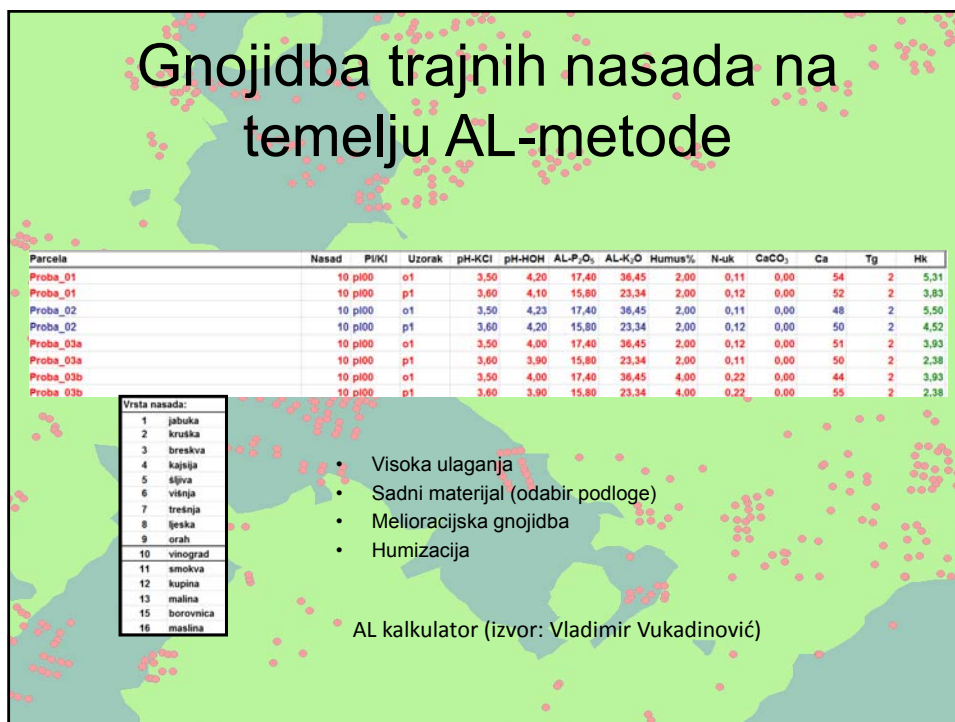 Gnojidba trajnih nasada na
temelju AL-metode
Parcela Nasad Pl/Kl Uzorak pH-KCl pH-HOH AL-P₂O₅ AL-K₂O Humus% N-uk CaCO₃ Ca Tg Hk
Proba_01 10 pl00 o1 3,50 4,20 17,40 36,45 2,00 0,11 0,00 54 2 5,31
Proba_01 10 pl00 p1 3,60 4,10 15,80 23,34 2,00 0,12 0,00 52 2 3,83
Proba_02 10 pl00 o1 3,50 4,23 17,40 36,45 2,00 0,11 0,00 48 2 5,50
Proba_02 10 pl00 p1 3,60 4,20 15,80 23,34 2,00 0,12 0,00 50 2 4,52
Proba_03a 10 pl00 o1 3,50 4,00 17,40 36,45 2,00 0,12 0,00 51 2 3,93
Proba_03a 10 pl00 p1 3,60 3,90 15,80 23,34 2,00 0,11 0,00 50 2 2,38
Proba_03b 10 pl00 o1 3,50 4,00 17,40 36,45 4,00 0,22 0,00 44 2 3,93
Proba_03b 10 pl00 p1 3,60 3,90 15,80 23,34 4,00 0,22 0,00 55 2 2,38
Vrsta nasada:
1 jabuka
2 kruška
3 breskva
4 kajsija
5 šljiva
6 višnja
7 trešnja
8 ljeska
9 orah
10 vinograd
11 smokva
12 kupina
13 malina
15 borovnica
16 maslina
• Visoka ulaganja
• Sadni materijal (odabir podloge)
• Melioracijska gnojidba
• Humizacija
AL kalkulator (izvor: Vladimir Vukadinović)